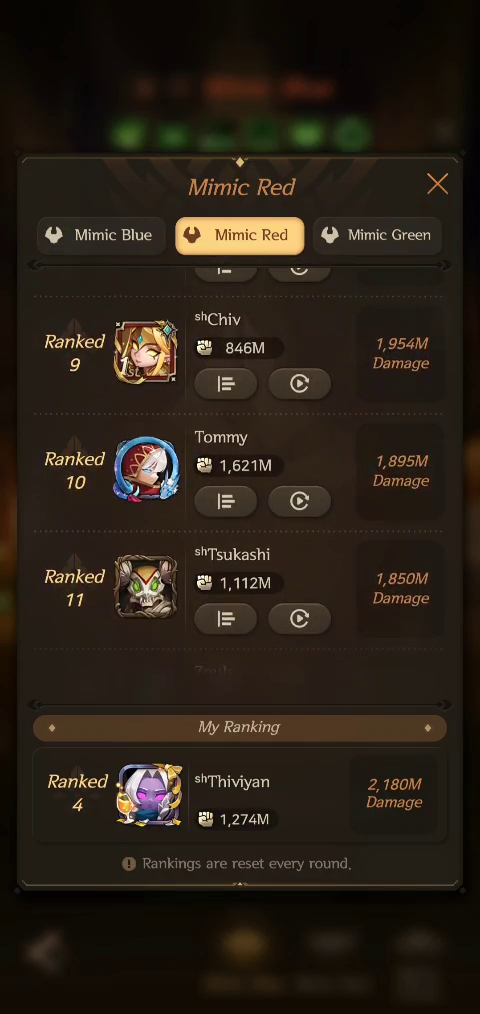 Mimic Red
Mimic Blue
Mimic Red
Mimic Green
Ranked
9
1st
shChiv
846M
1,954M
Damage
Ranked
10
Tommy
1,621M
1,895M
Damage
Ranked
11
shTsukashi
1,112M
1,850M
Damage
My Ranking
Ranked
4
shThiviyan
1,274M
2,180M
Damage
Rankings are reset every round.